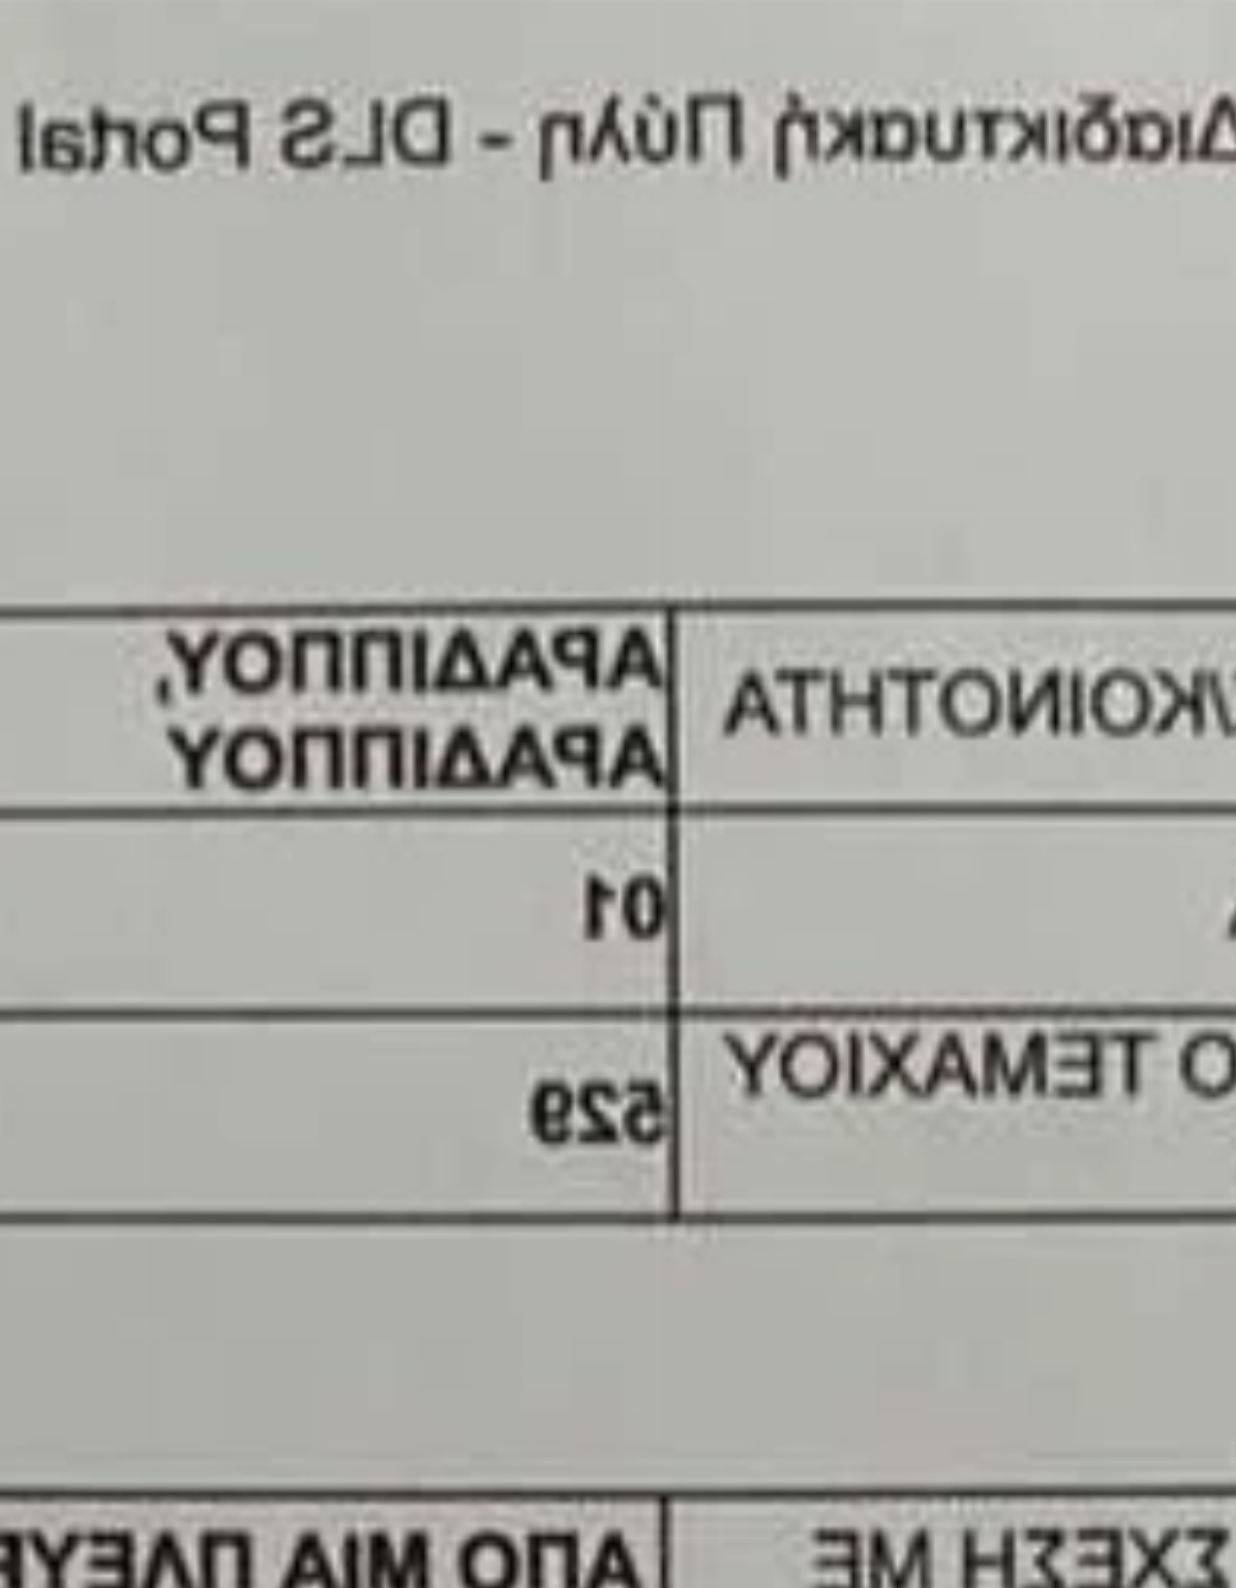 Διαδικτυακή Πύλη - DLS Portal
/ΚΟΙΝΟΤΗΤΑ
ΑΡΑΔΙΠΠΟΥ,
ΑΡΑΔΙΠΠΟΥ
01
Ο ΤΕΜΑΧΙΟΥ
529
ΣΧΕΣΗ ΜΕ
ΑΠΟ ΜΙΑ